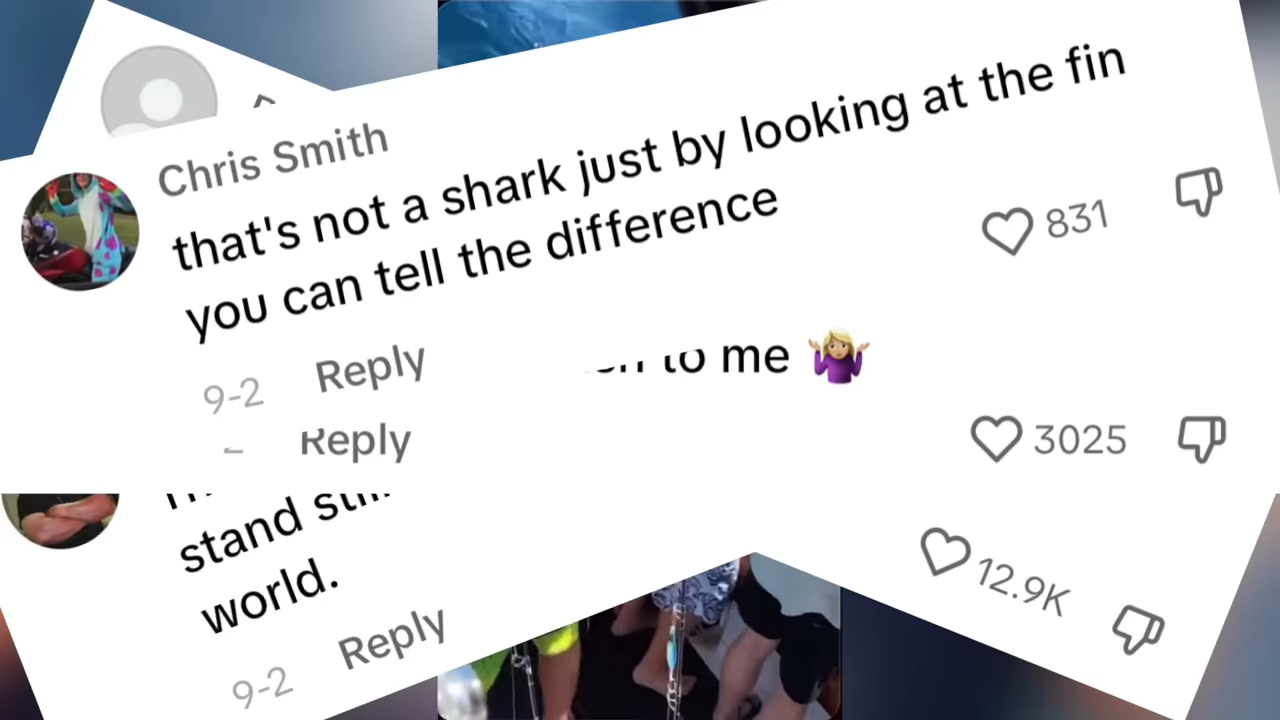 Chris Smith
that's not a shark just by looking at the fin
you can tell the difference
831
9-2 Reply
to me 🤷🏼‍♀️
Reply
3025
stand still
world.
12.9K
9-2 Reply